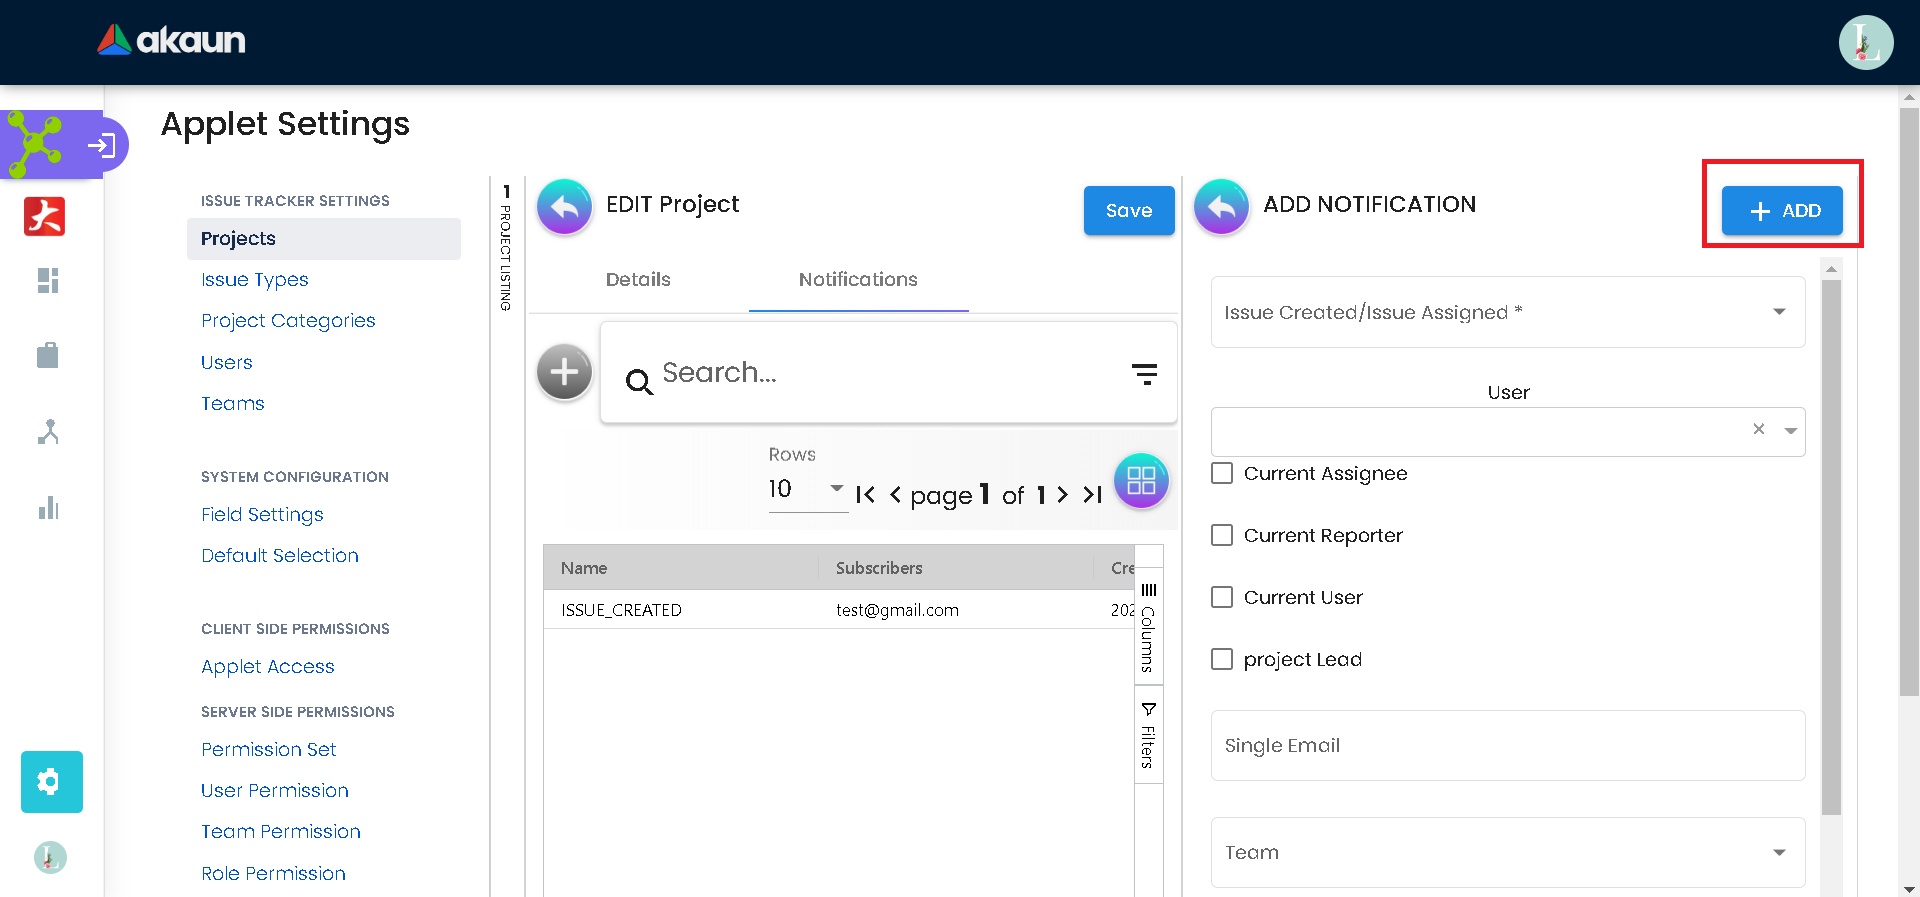 akaun
Applet Settings
ISSUE TRACKER SETTINGS
Projects
Issue Types
Project Categories
Users
Teams
SYSTEM CONFIGURATION
Field Settings
Default Selection
CLIENT SIDE PERMISSIONS
Applet Access
SERVER SIDE PERMISSIONS
Permission Set
User Permission
Team Permission
Role Permission
1 PROJECT LISTING
EDIT Project
Save
Details
Notifications
Search...
Rows
10
page 1 of 1
Name Subscribers Cre
ISSUE_CREATED test@gmail.com 202
Columns
Filters
ADD NOTIFICATION
ADD
Issue Created/Issue Assigned *
User
Current Assignee
Current Reporter
Current User
project Lead
Single Email
Team
L
大
L